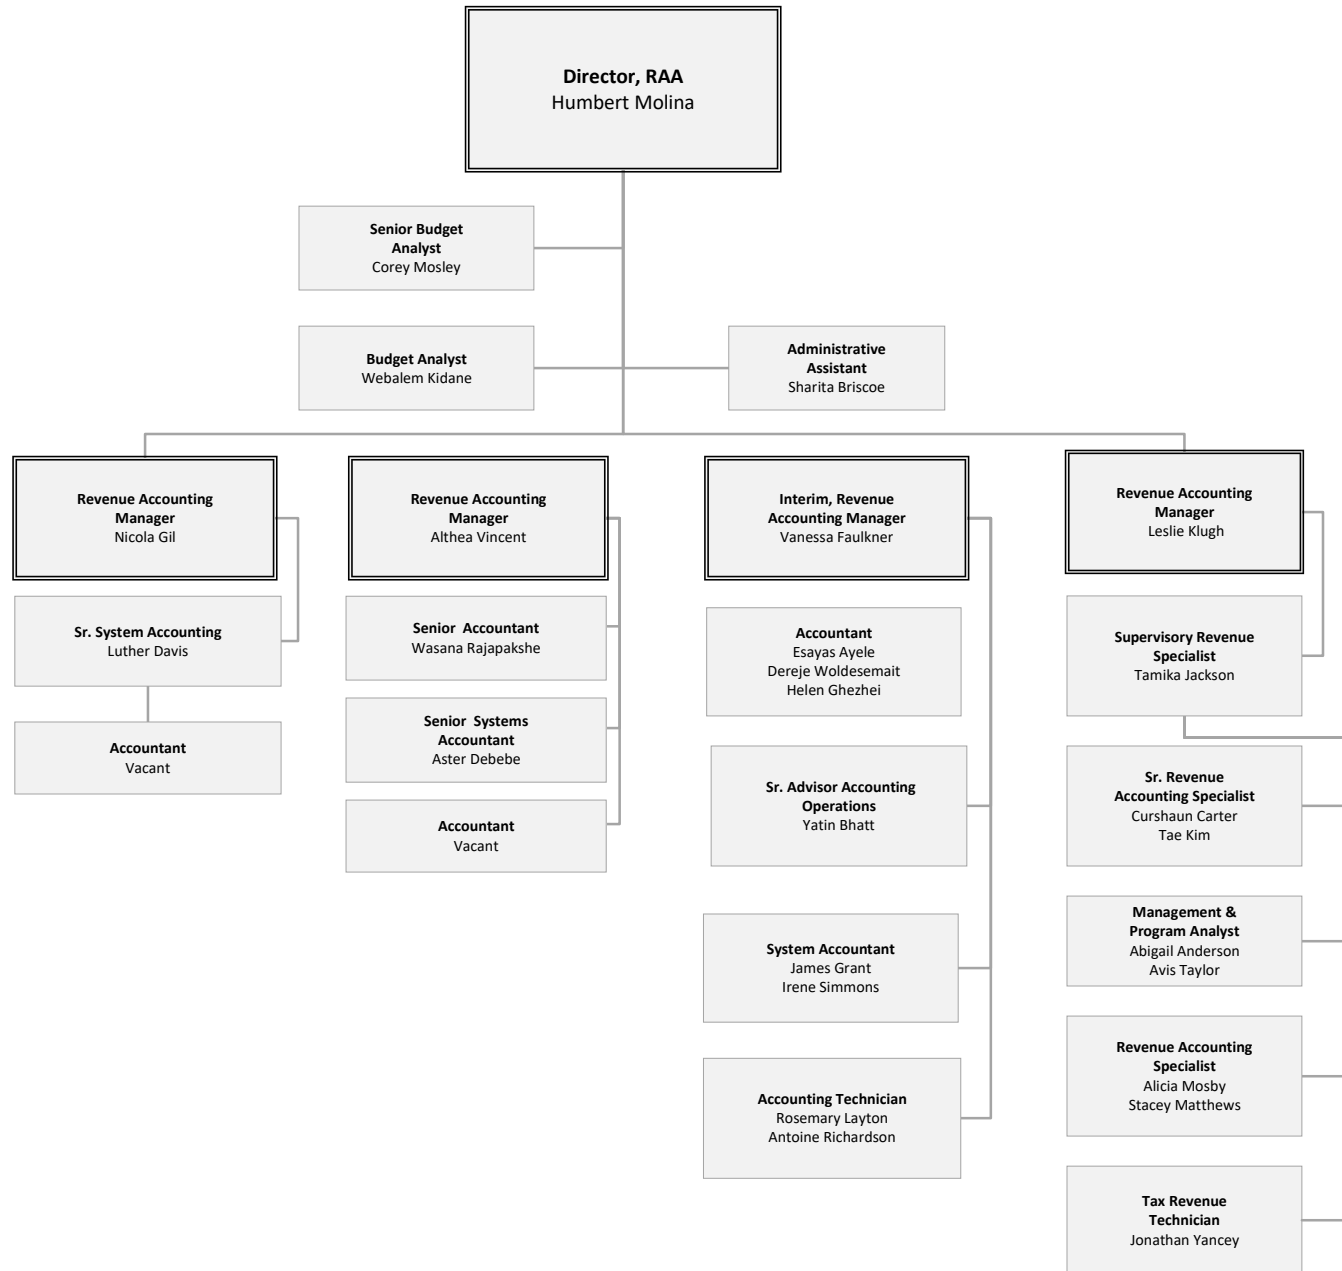 Director, RAA
Humbert Molina
Senior Budget
Analyst
Corey Mosley
Budget Analyst
Webalem Kidane
Administrative
Assistant
Sharita Briscoe
Revenue Accounting
Manager
Nicola Gil
Sr. System Accounting
Luther Davis
Accountant
Vacant
Revenue Accounting
Manager
Althea Vincent
Senior  Accountant
Wasana Rajapakshe
Senior  Systems
Accountant
Aster Debebe
Accountant
Vacant
Interim, Revenue
Accounting Manager
Vanessa Faulkner
Accountant
Esayas Ayele
Dereje Woldesemait
Helen Ghezhei
Sr. Advisor Accounting
Operations
Yatin Bhatt
System Accountant
James Grant
Irene Simmons
Accounting Technician
Rosemary Layton
Antoine Richardson
Revenue Accounting
Manager
Leslie Klugh
Supervisory Revenue
Specialist
Tamika Jackson
Sr. Revenue
Accounting Specialist
Curshaun Carter
Tae Kim
Management &
Program Analyst
Abigail Anderson
Avis Taylor
Revenue Accounting
Specialist
Alicia Mosby
Stacey Matthews
Tax Revenue
Technician
Jonathan Yancey